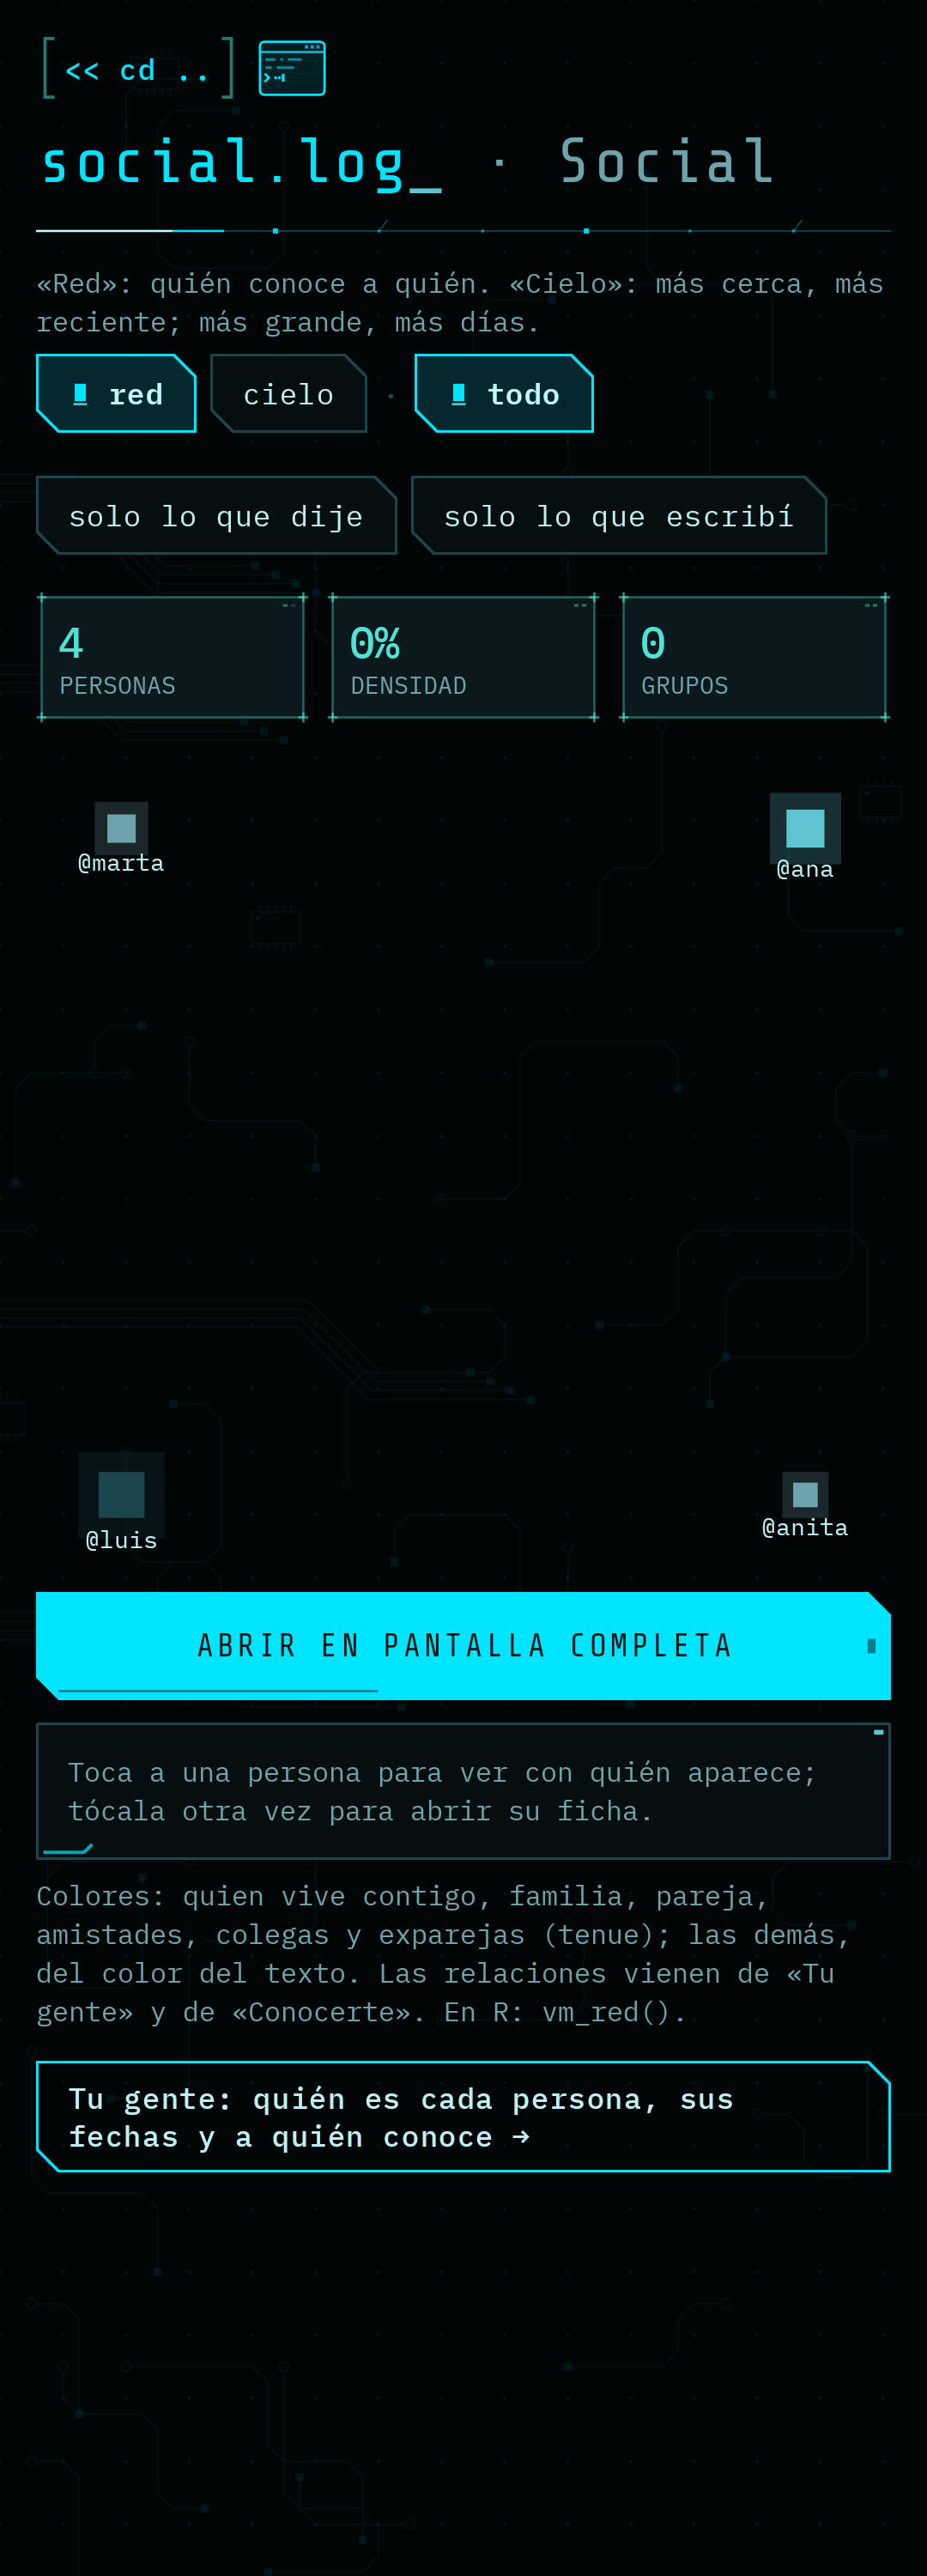 << cd ..
social.log_ · Social
«Red»: quién conoce a quién. «Cielo»: más cerca, más
reciente; más grande, más días.
red cielo · todo
solo lo que dije solo lo que escribí
4 0% 0
PERSONAS DENSIDAD GRUPOS
@marta @ana
@luis @anita
ABRIR EN PANTALLA COMPLETA
Toca a una persona para ver con quién aparece;
tócala otra vez para abrir su ficha.
Colores: quien vive contigo, familia, pareja,
amistades, colegas y exparejas (tenue); las demás,
del color del texto. Las relaciones vienen de «Tu
gente» y de «Conocerte». En R: vm_red().
Tu gente: quién es cada persona, sus
fechas y a quién conoce →